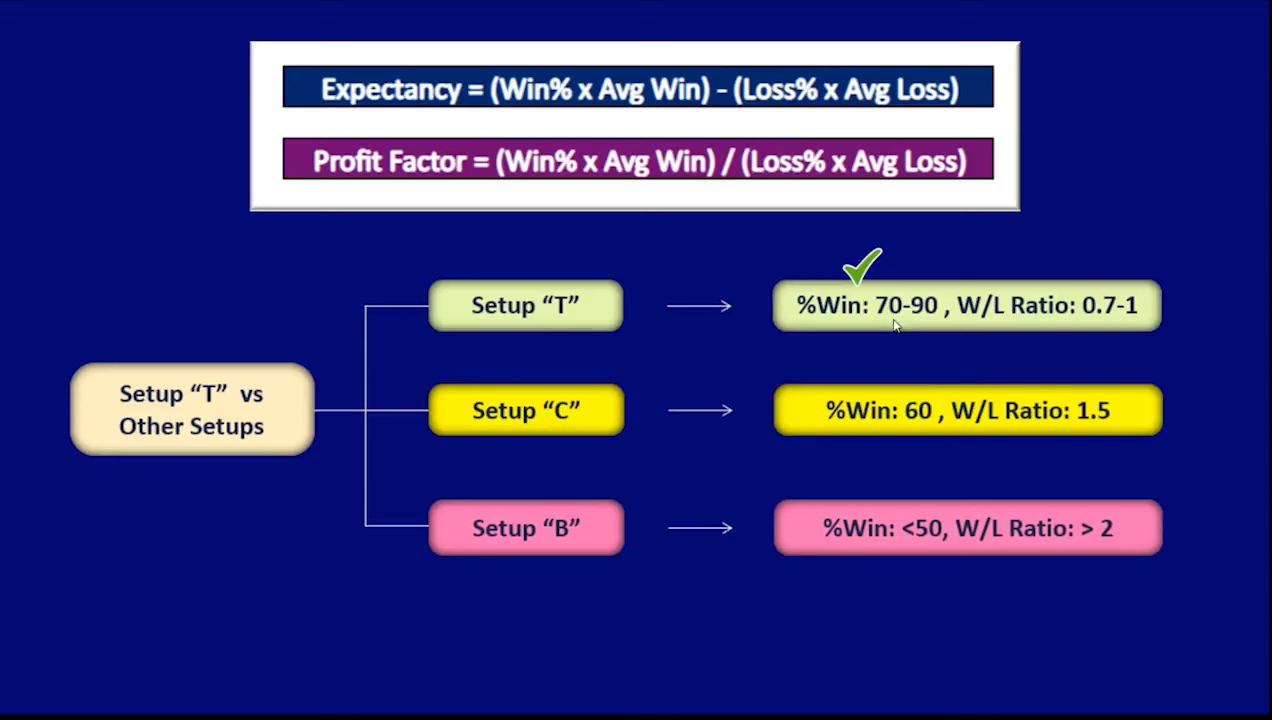 Expectancy = (Win% x Avg Win) - (Loss% x Avg Loss)
Profit Factor = (Win% x Avg Win) / (Loss% x Avg Loss)
Setup “T” vs
Other Setups
Setup “T”
%Win: 70-90 , W/L Ratio: 0.7-1
Setup “C”
%Win: 60 , W/L Ratio: 1.5
Setup “B”
%Win: <50, W/L Ratio: > 2